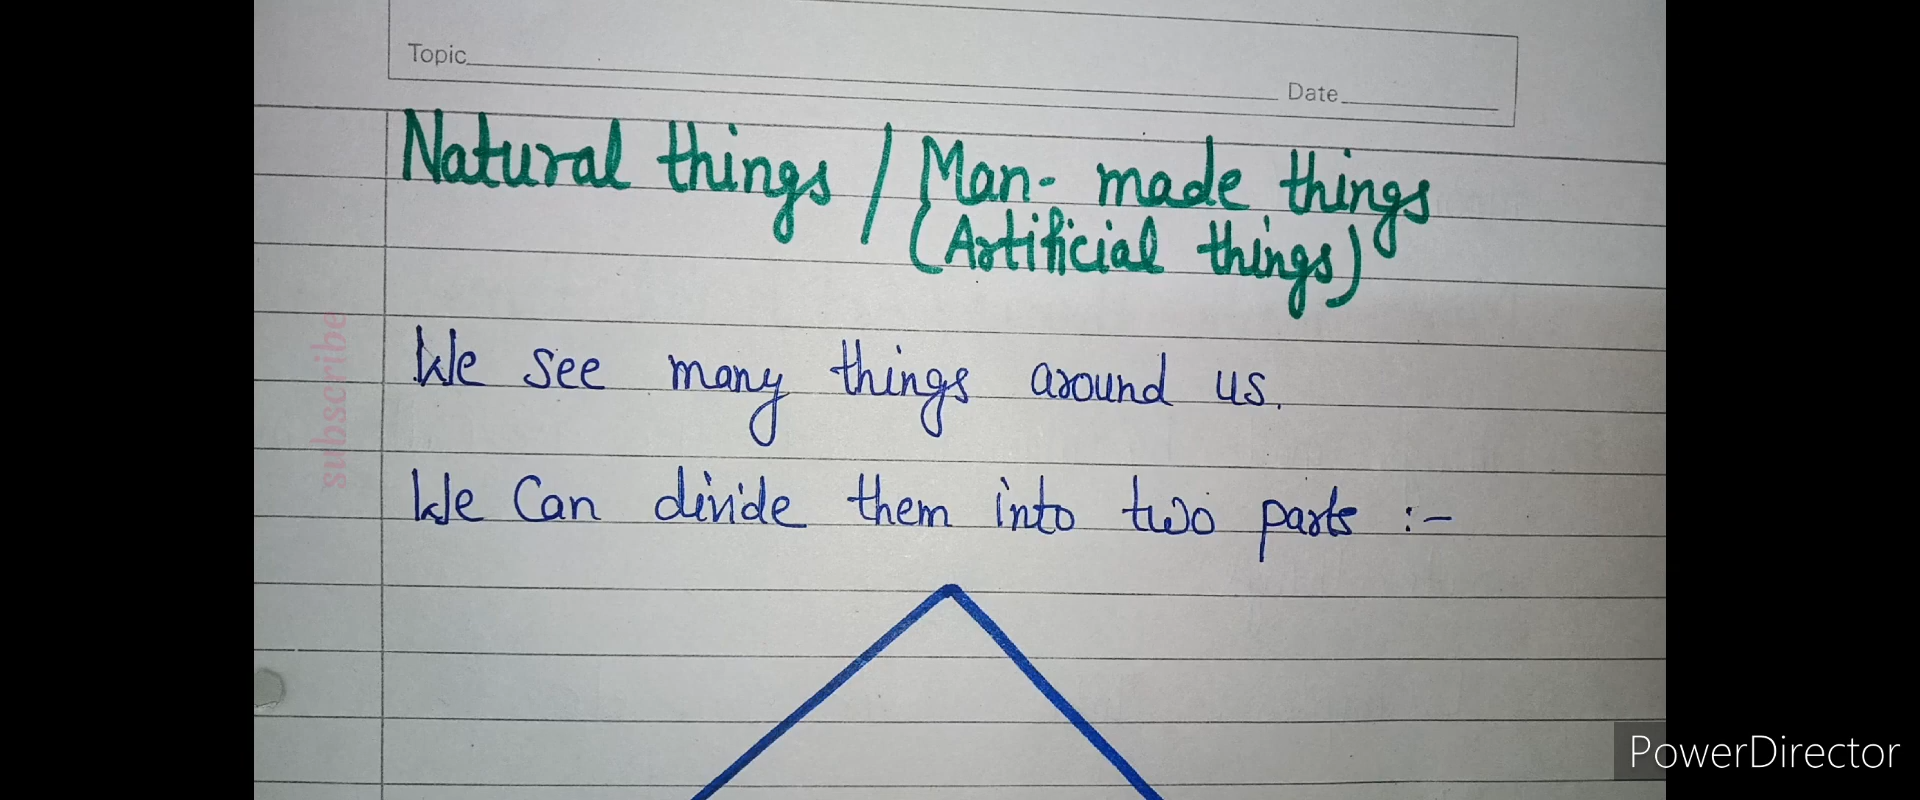 Topic
Date
Natural things / Man- made things
(Artificial things)
We see many things around us.
We Can divide them into two parts :-
subscribe
PowerDirector